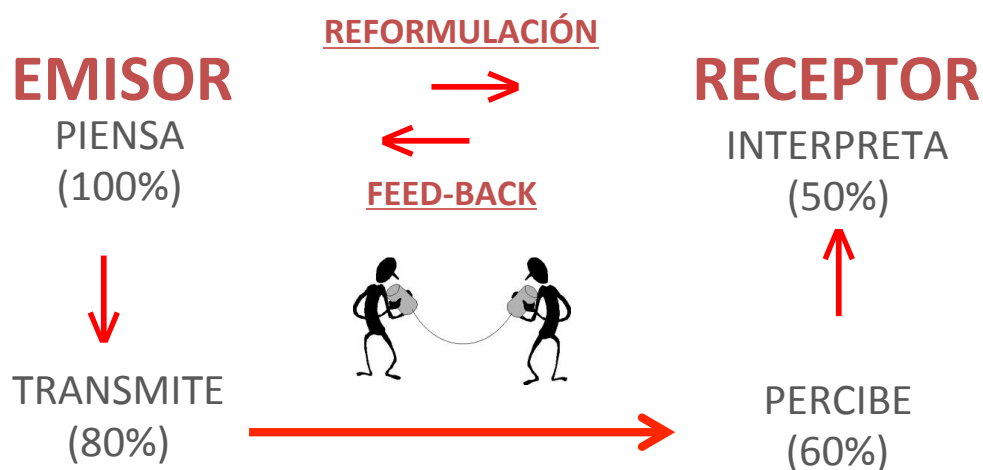 REFORMULACIÓN
EMISOR
PIENSA
(100%)
RECEPTOR
INTERPRETA
(50%)
FEED-BACK
TRANSMITE
(80%)
PERCIBE
(60%)